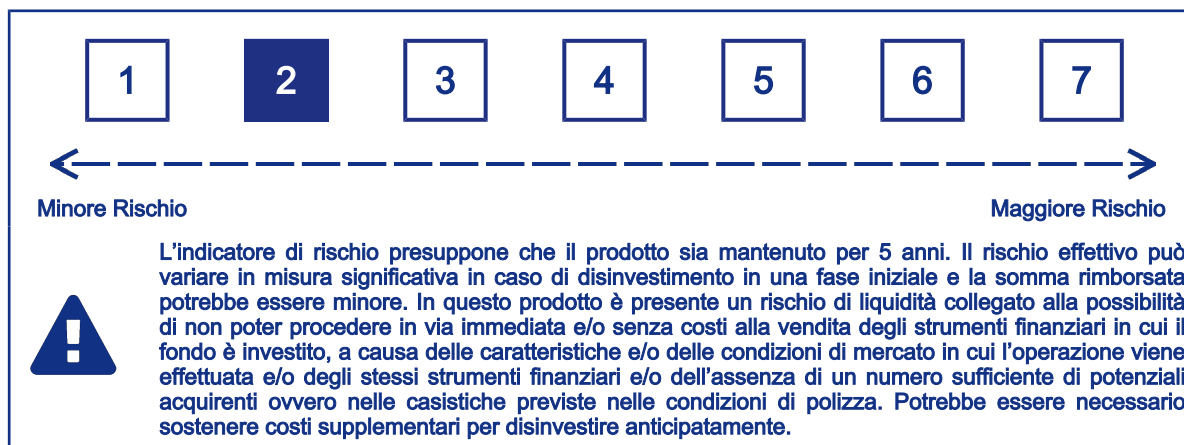 1 2 3 4 5 6 7
Minore Rischio Maggiore Rischio
L'indicatore di rischio presuppone che il prodotto sia mantenuto per 5 anni. Il rischio effettivo può
variare in misura significativa in caso di disinvestimento in una fase iniziale e la somma rimborsata
potrebbe essere minore. In questo prodotto è presente un rischio di liquidità collegato alla possibilità
di non poter procedere in via immediata e/o senza costi alla vendita degli strumenti finanziari in cui il
fondo è investito, a causa delle caratteristiche e/o delle condizioni di mercato in cui l'operazione viene
effettuata e/o degli stessi strumenti finanziari e/o dell'assenza di un numero sufficiente di potenziali
acquirenti ovvero nelle casistiche previste nelle condizioni di polizza. Potrebbe essere necessario
sostenere costi supplementari per disinvestire anticipatamente.